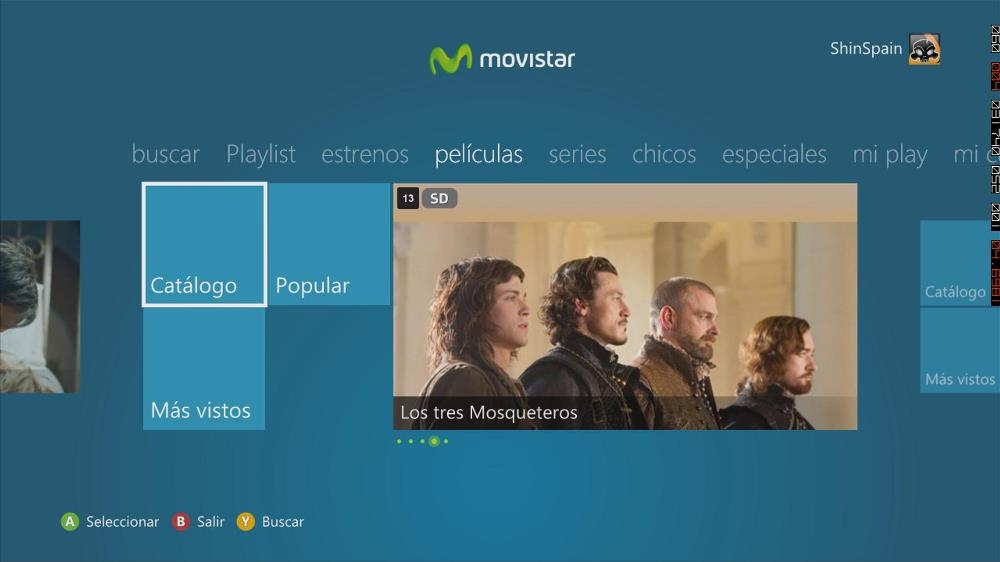 movistar
ShinSpain
buscar Playlist estrenos películas series chicos especiales mi play mi
13 SD
Catálogo
Popular
Más vistos
Los tres Mosqueteros
Catálogo
Más vistos
A Seleccionar B Salir Y Buscar